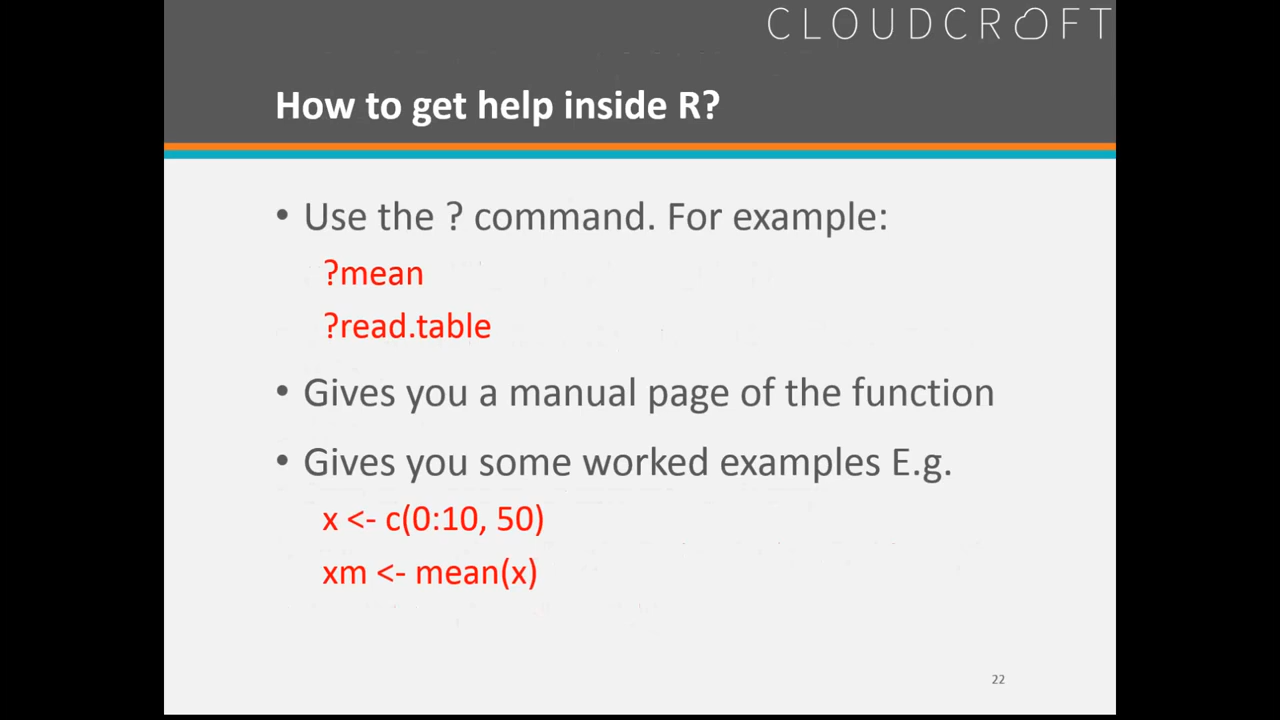 CLOUDCROFT
How to get help inside R?
• Use the ? command. For example:
?mean
?read.table
• Gives you a manual page of the function
• Gives you some worked examples E.g.
x <- c(0:10, 50)
xm <- mean(x)
22